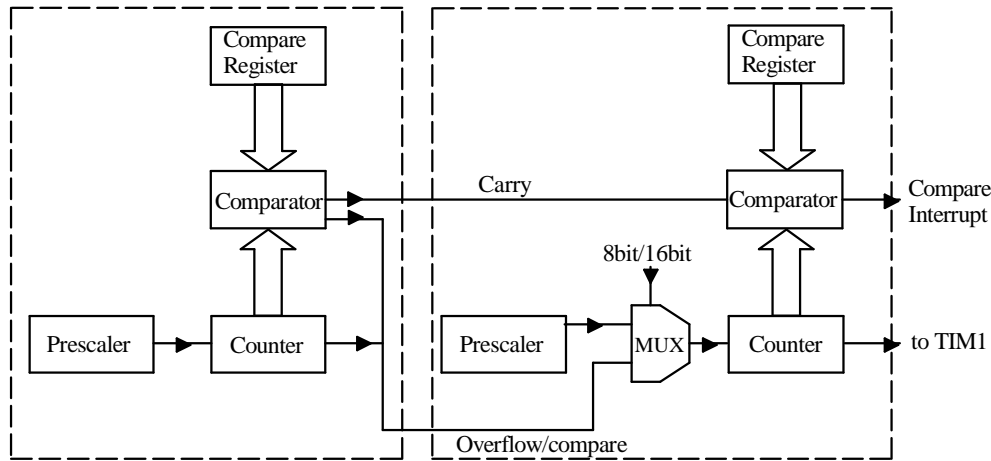 Compare
Register
Compare
Register
Comparator
Carry
Comparator
Compare
Interrupt
8bit/16bit
Prescaler
Counter
Prescaler
MUX
Counter
to TIM1
Overflow/compare